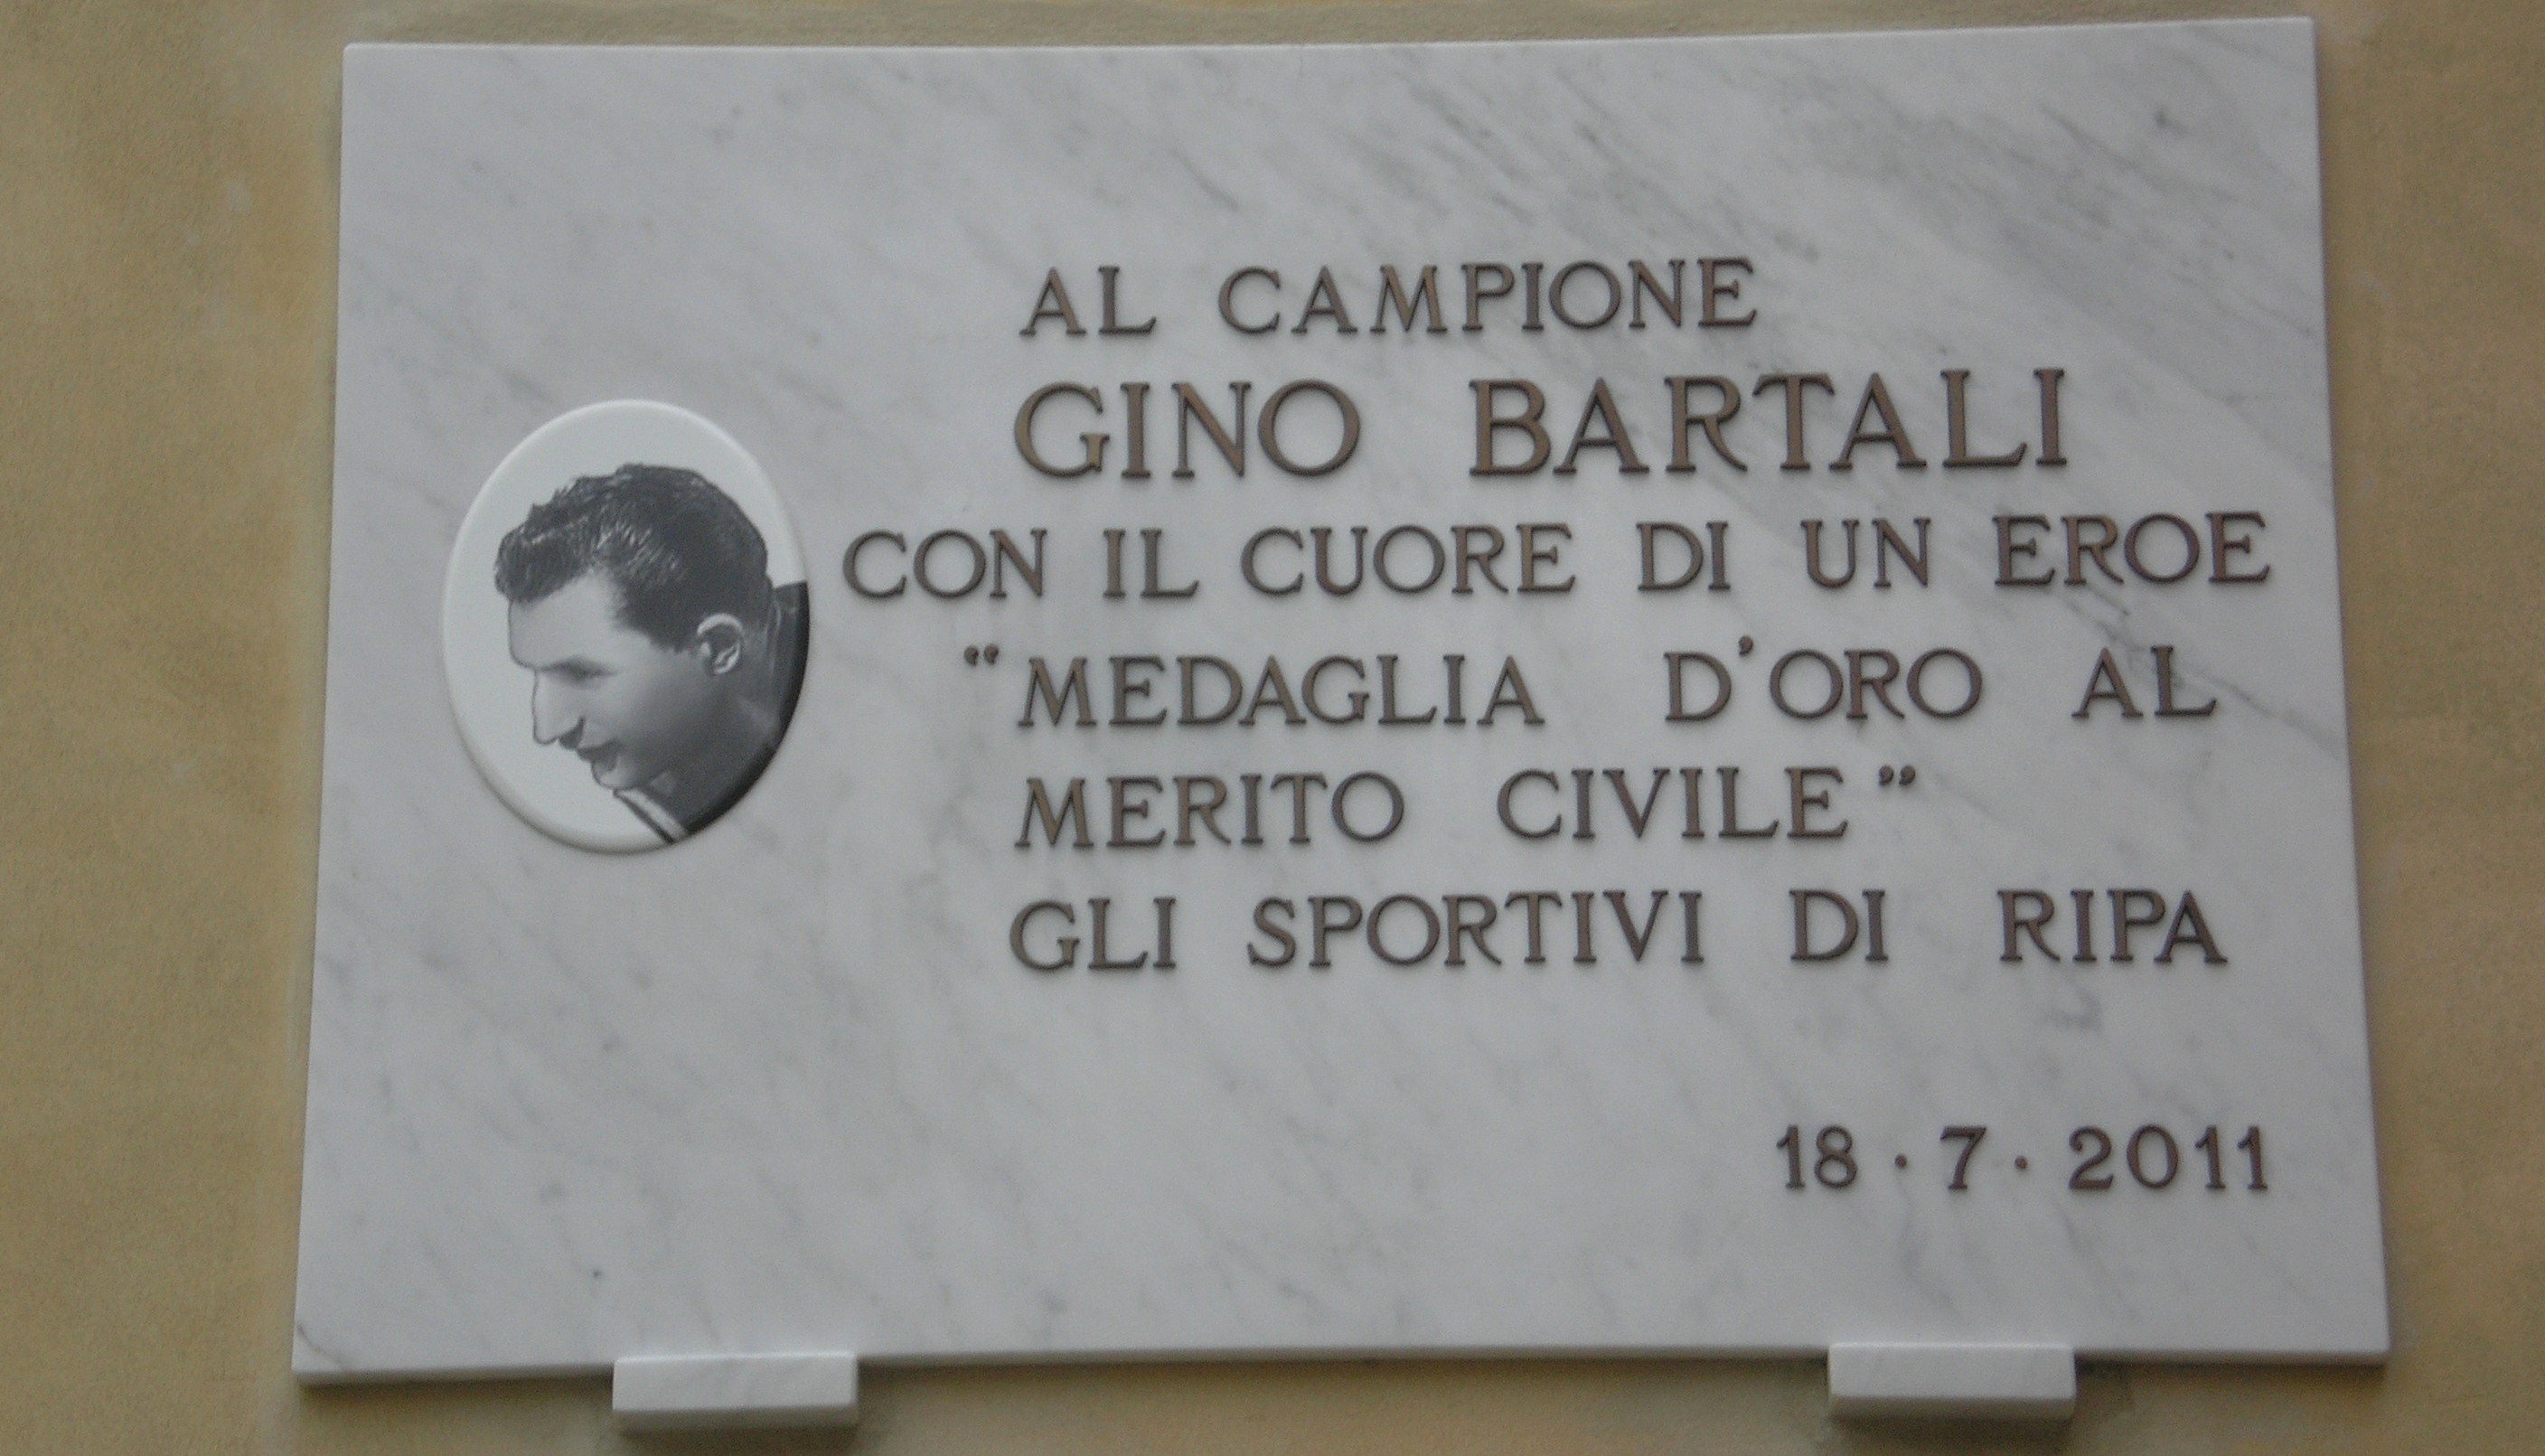 AL CAMPIONE
GINO BARTALI
CON IL CUORE DI UN EROE
“MEDAGLIA D’ORO AL
MERITO CIVILE”
GLI SPORTIVI DI RIPA
18·7·2011